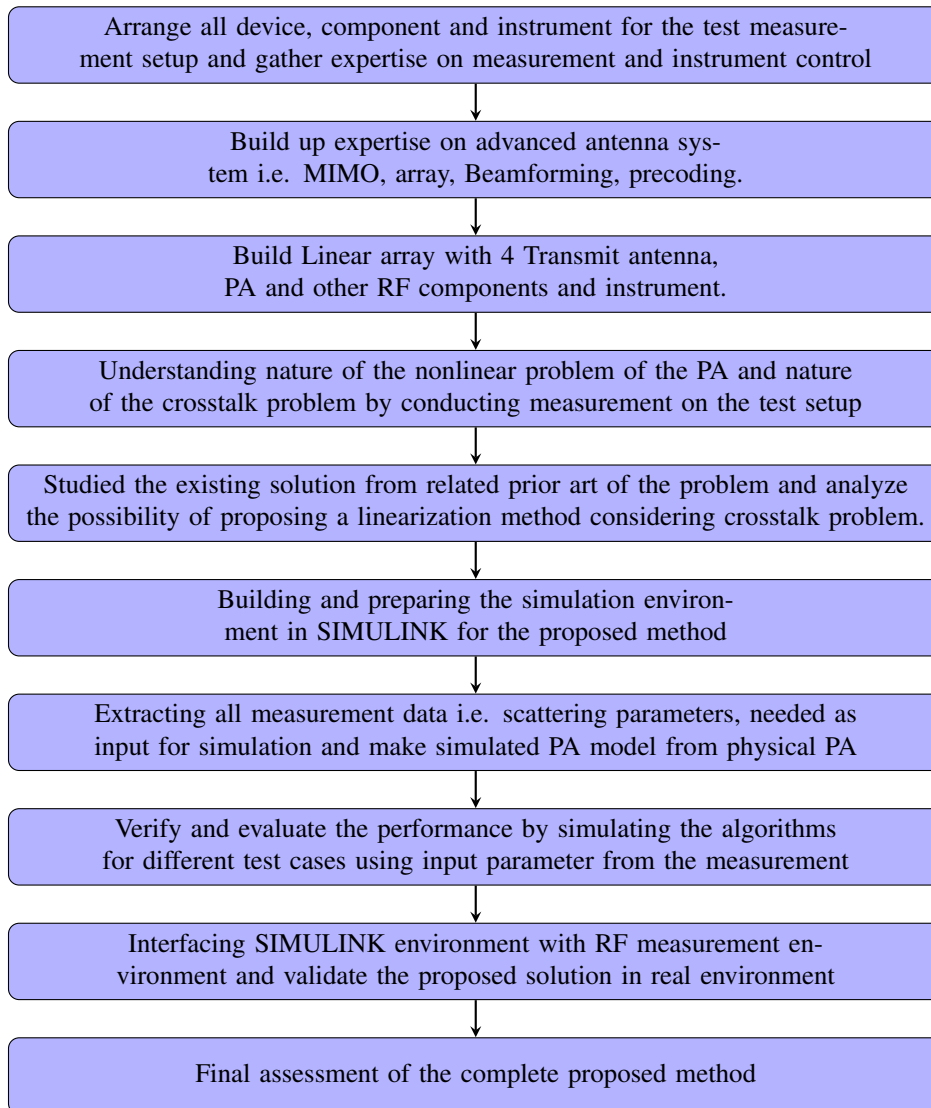 Arrange all device, component and instrument for the test measure-
ment setup and gather expertise on measurement and instrument control
Build up expertise on advanced antenna sys-
tem i.e. MIMO, array, Beamforming, precoding.
Build Linear array with 4 Transmit antenna,
PA and other RF components and instrument.
Understanding nature of the nonlinear problem of the PA and nature
of the crosstalk problem by conducting measurement on the test setup
Studied the existing solution from related prior art of the problem and analyze
the possibility of proposing a linearization method considering crosstalk problem.
Building and preparing the simulation environ-
ment in SIMULINK for the proposed method
Extracting all measurement data i.e. scattering parameters, needed as
input for simulation and make simulated PA model from physical PA
Verify and evaluate the performance by simulating the algorithms
for different test cases using input parameter from the measurement
Interfacing SIMULINK environment with RF measurement en-
vironment and validate the proposed solution in real environment
Final assessment of the complete proposed method